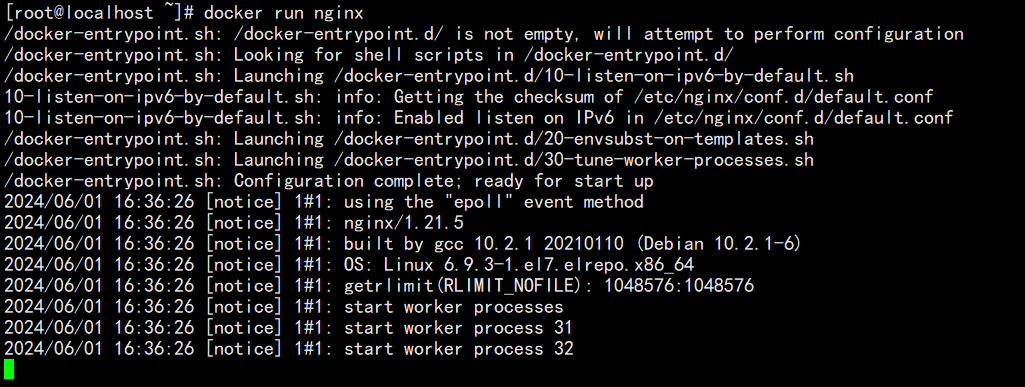 [root@localhost ~]# docker run nginx
/docker-entrypoint.sh: /docker-entrypoint.d/ is not empty, will attempt to perform configuration
/docker-entrypoint.sh: Looking for shell scripts in /docker-entrypoint.d/
/docker-entrypoint.sh: Launching /docker-entrypoint.d/10-listen-on-ipv6-by-default.sh
10-listen-on-ipv6-by-default.sh: info: Getting the checksum of /etc/nginx/conf.d/default.conf
10-listen-on-ipv6-by-default.sh: info: Enabled listen on IPv6 in /etc/nginx/conf.d/default.conf
/docker-entrypoint.sh: Launching /docker-entrypoint.d/20-envsubst-on-templates.sh
/docker-entrypoint.sh: Launching /docker-entrypoint.d/30-tune-worker-processes.sh
/docker-entrypoint.sh: Configuration complete; ready for start up
2024/06/01 16:36:26 [notice] 1#1: using the "epoll" event method
2024/06/01 16:36:26 [notice] 1#1: nginx/1.21.5
2024/06/01 16:36:26 [notice] 1#1: built by gcc 10.2.1 20210110 (Debian 10.2.1-6)
2024/06/01 16:36:26 [notice] 1#1: OS: Linux 6.9.3-1.el7.elrepo.x86_64
2024/06/01 16:36:26 [notice] 1#1: getrlimit(RLIMIT_NOFILE): 1048576:1048576
2024/06/01 16:36:26 [notice] 1#1: start worker processes
2024/06/01 16:36:26 [notice] 1#1: start worker process 31
2024/06/01 16:36:26 [notice] 1#1: start worker process 32